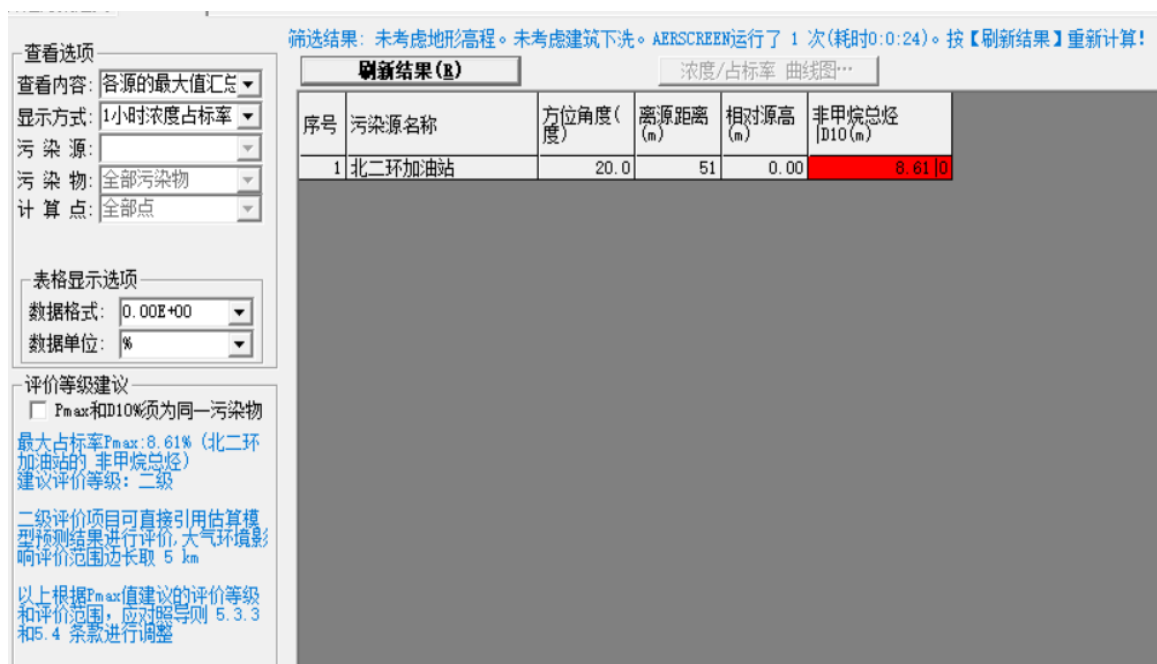 筛选结果：未考虑地形高程。未考虑建筑下洗。AERSCREEN运行了 1 次(耗时0:0:24)。按【刷新结果】重新计算!
查看选项
查看内容: 各源的最大值汇总
显示方式: 1小时浓度占标率
污 染 源:
污 染 物: 全部污染物
计 算 点: 全部点
表格显示选项
数据格式: 0.00E+00
数据单位: %
评价等级建议
Pmax和D10%须为同一污染物
最大占标率Pmax:8.61% (北二环
加油站的 非甲烷总烃)
建议评价等级: 二级
二级评价项目可直接引用估算模
型预测结果进行评价,大气环境影
响评价范围边长取 5 km
以上根据Pmax值建议的评价等级
和评价范围，应对照导则 5.3.3
和5.4 条款进行调整
刷新结果(R)
浓度/占标率 曲线图…
序号 污染源名称 方位角度(度) 离源距离(m) 相对源高(m) 非甲烷总烃|D10(m)
1 北二环加油站 20.0 51 0.00 8.61|0